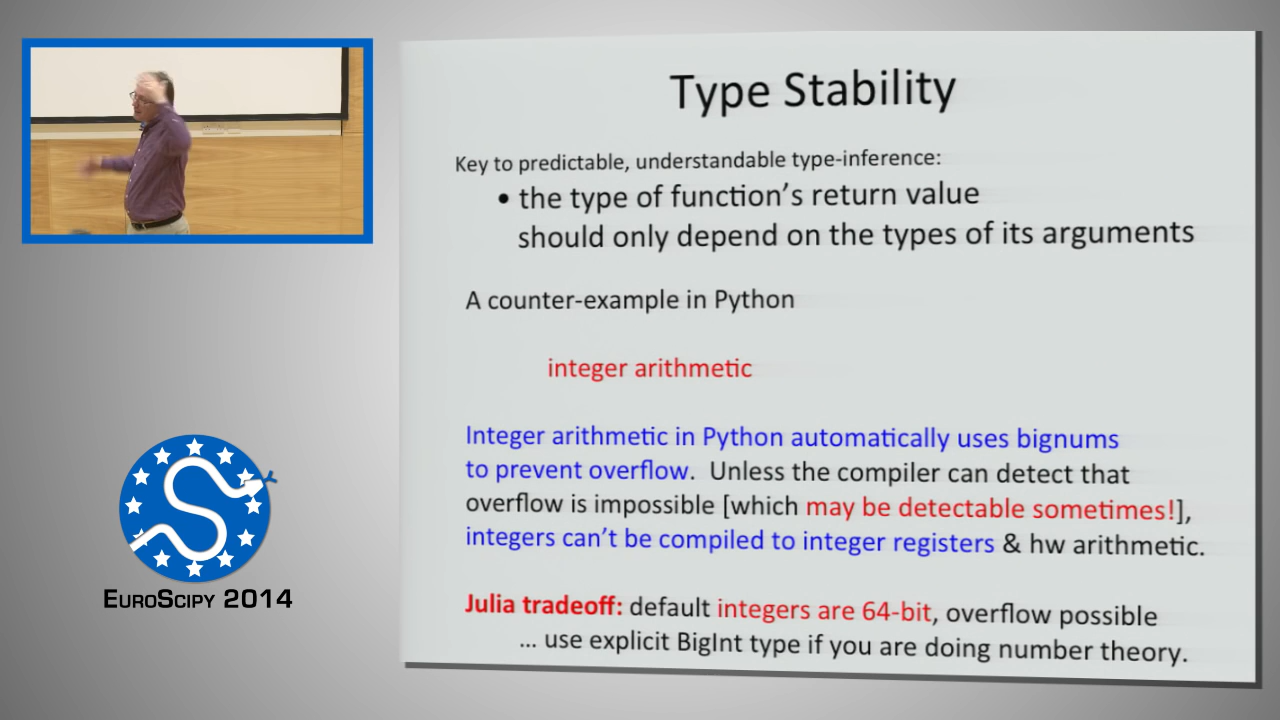 Type Stability
Key to predictable, understandable type-inference:
• the type of function's return value
should only depend on the types of its arguments
A counter-example in Python
integer arithmetic
Integer arithmetic in Python automatically uses bignums
to prevent overflow. Unless the compiler can detect that
overflow is impossible [which may be detectable sometimes!],
integers can't be compiled to integer registers & hw arithmetic.
Julia tradeoff: default integers are 64-bit, overflow possible
... use explicit BigInt type if you are doing number theory.
EuroScipy 2014